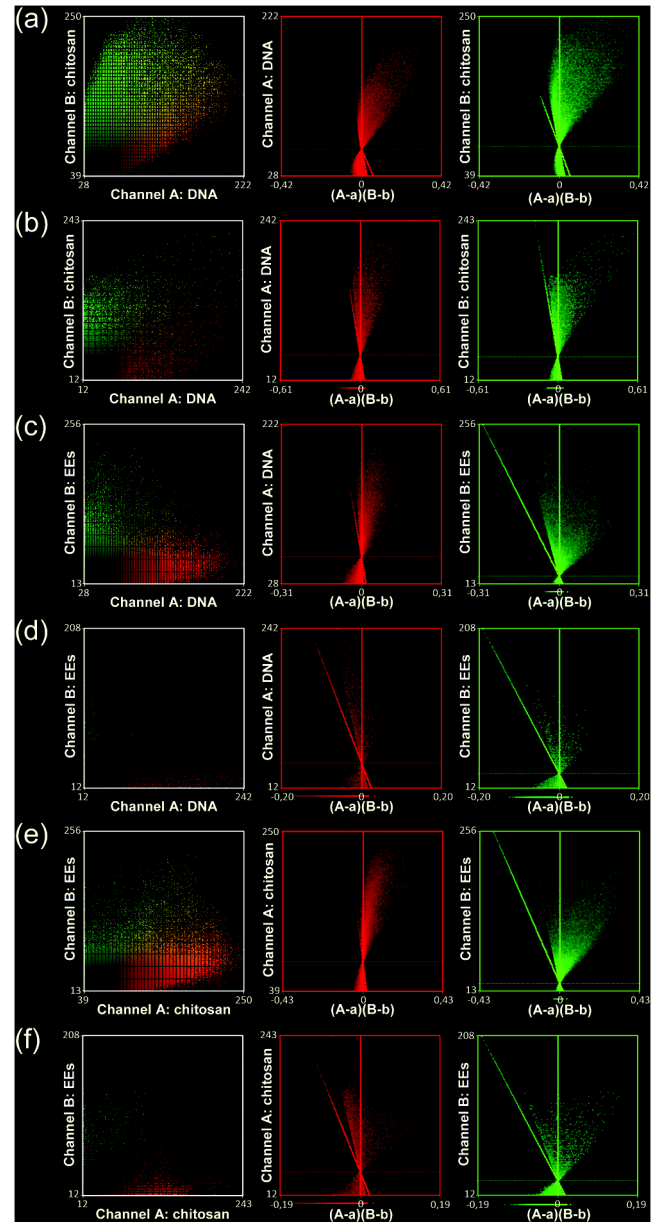 (a)
Channel B: chitosan
250
39
28
222
Channel A: DNA
Channel A: DNA
222
28
-0,42
0
0,42
(A-a)(B-b)
Channel B: chitosan
250
39
-0,42
0
0,42
(A-a)(B-b)
(b)
Channel B: chitosan
243
12
12
242
Channel A: DNA
Channel A: DNA
242
12
-0,61
0
0,61
(A-a)(B-b)
Channel B: chitosan
243
12
-0,61
0
0,61
(A-a)(B-b)
(c)
Channel B: EEs
256
13
28
222
Channel A: DNA
Channel A: DNA
222
28
-0,31
0
0,31
(A-a)(B-b)
Channel B: EEs
256
13
-0,31
0
0,31
(A-a)(B-b)
(d)
Channel B: EEs
208
12
12
242
Channel A: DNA
Channel A: DNA
242
12
-0,20
0
0,20
(A-a)(B-b)
Channel B: EEs
208
12
-0,20
0
0,20
(A-a)(B-b)
(e)
Channel B: EEs
256
13
39
250
Channel A: chitosan
Channel A: chitosan
250
39
-0,43
0
0,43
(A-a)(B-b)
Channel B: EEs
256
13
-0,43
0
0,43
(A-a)(B-b)
(f)
Channel B: EEs
208
12
12
243
Channel A: chitosan
Channel A: chitosan
243
12
-0,19
0
0,19
(A-a)(B-b)
Channel B: EEs
208
12
-0,19
0
0,19
(A-a)(B-b)